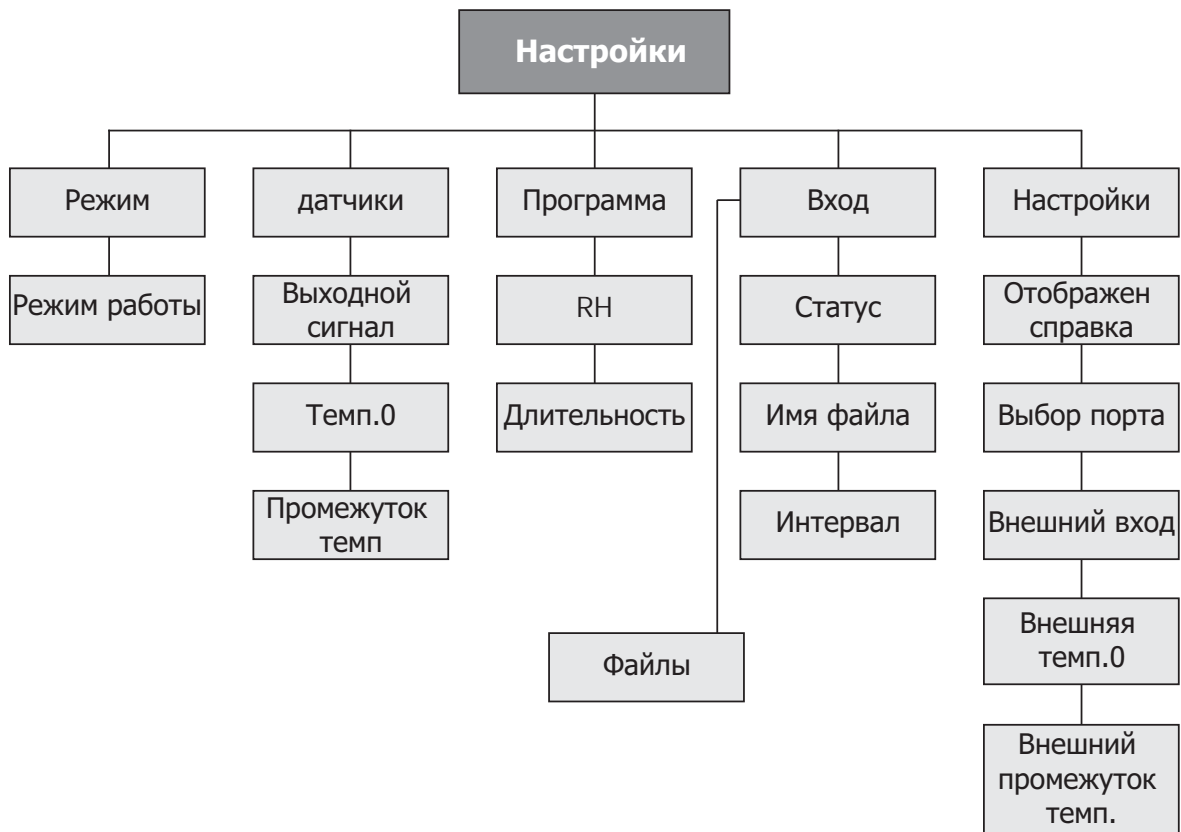 Настройки
Режим
датчики
Программа
Вход
Настройки
Режим работы
Выходной
сигнал
RH
Статус
Отображен
справка
Темп.0
Длительность
Имя файла
Выбор порта
Промежуток
темп
Интервал
Внешний вход
Файлы
Внешняя
темп.0
Внешний
промежуток
темп.